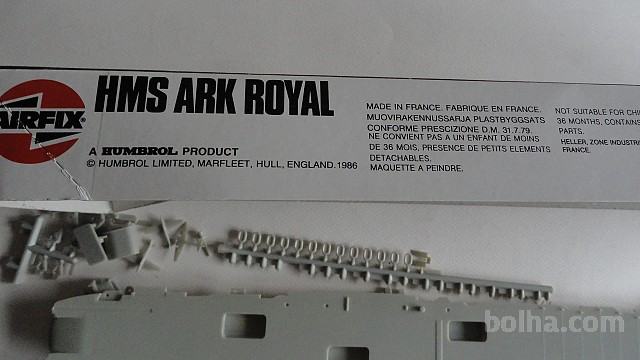 AIRFIX
HMS ARK ROYAL
A HUMBROL PRODUCT
© HUMBROL LIMITED, MARFLEET, HULL, ENGLAND.1986
MADE IN FRANCE. FABRIQUE EN FRANCE.
MUOVIRAKENNUSSARJA PLASTBYGGSATS
CONFORME PRESCIZIONE D.M. 31.7.79.
NE CONVIENT PAS A UN ENFANT DE MOINS
DE 36 MOIS, PRESENCE DE PETITS ELEMENTS
DETACHABLES.
MAQUETTE A PEINDRE.
NOT SUITABLE FOR
36 MONTHS, CONTAINS
PARTS.
HELLER, ZONE
FRANCE.
bolha.com